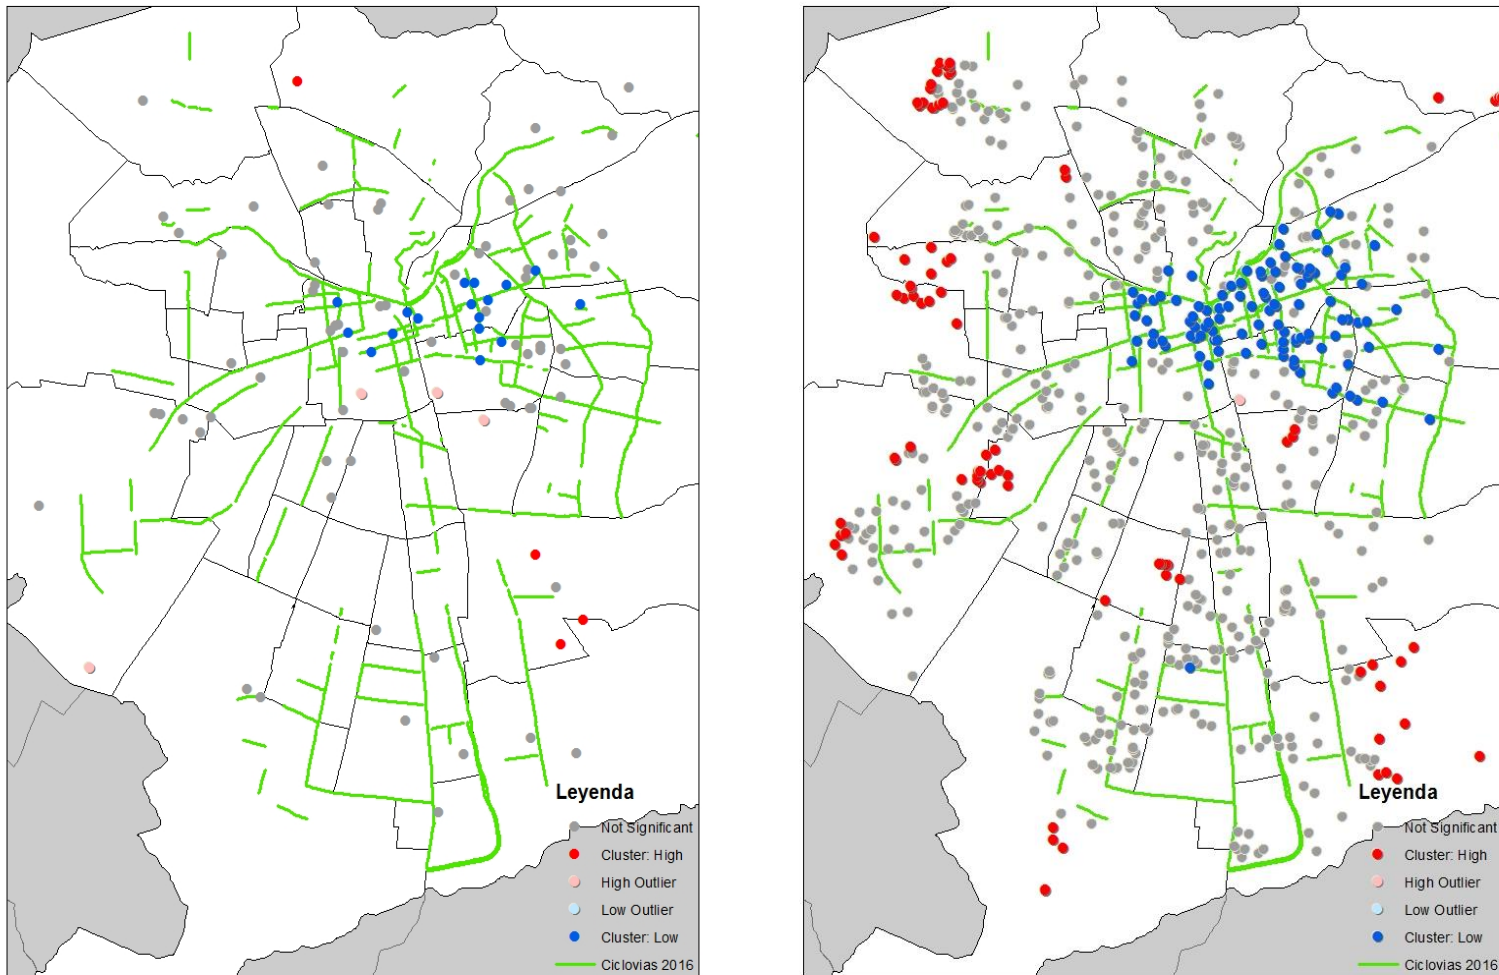 Leyenda
Not Significant
Cluster: High
High Outlier
Low Outlier
Cluster: Low
Ciclovias 2016
Leyenda
Not Significant
Cluster: High
High Outlier
Low Outlier
Cluster: Low
Ciclovias 2016